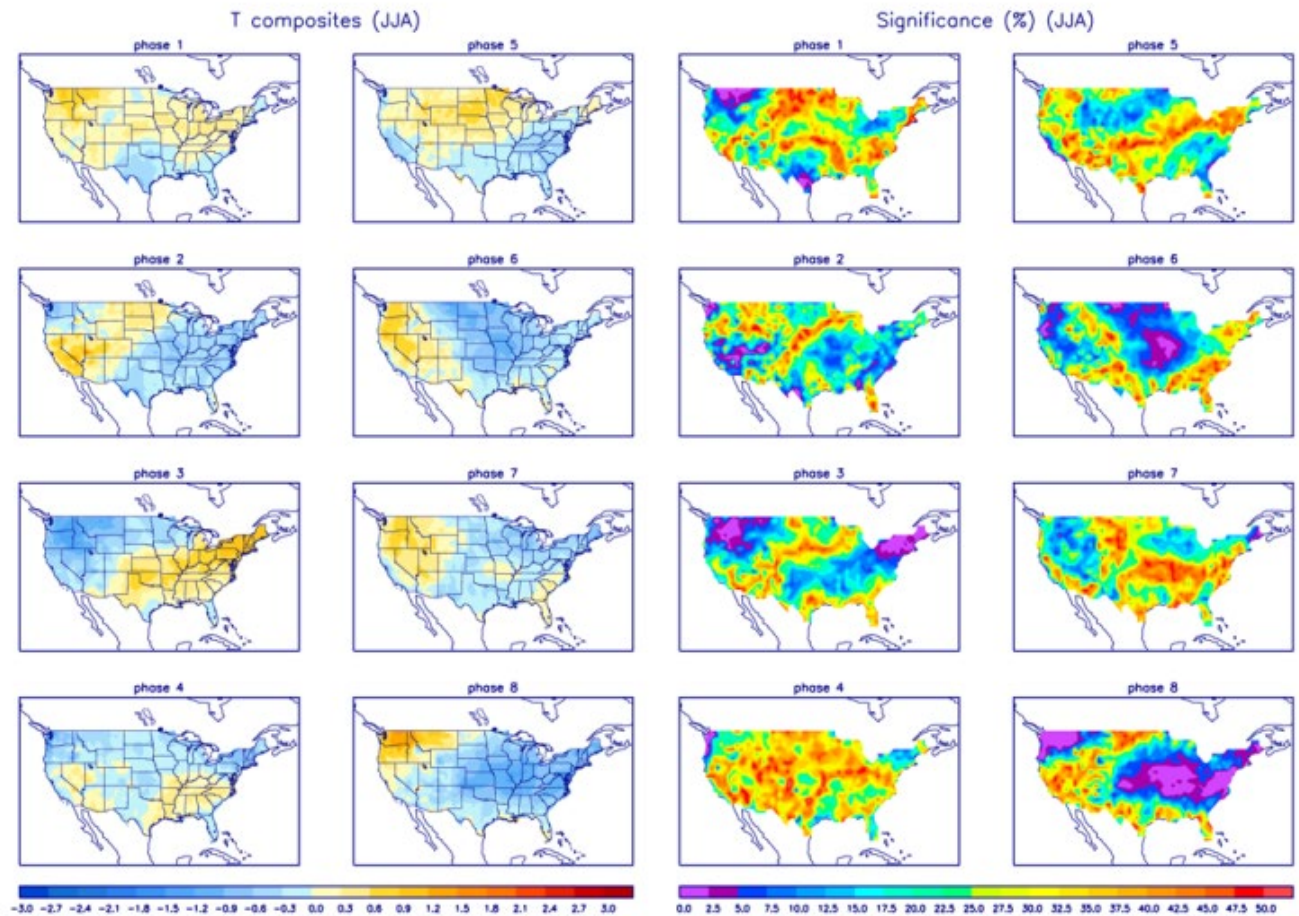 T composites (JJA) Significance (%) (JJA)
phase 1 phase 5 phase 1 phase 5
phase 2 phase 6 phase 2 phase 6
phase 3 phase 7 phase 3 phase 7
phase 4 phase 8 phase 4 phase 8
-3.0 -2.7 -2.4 -2.1 -1.8 -1.5 -1.2 -0.9 -0.6 -0.3 0.0 0.3 0.6 0.9 1.2 1.5 1.8 2.1 2.4 2.7 3.0 0.0 2.5 5.0 7.5 10.0 12.5 15.0 17.5 20.0 22.5 25.0 27.5 30.0 32.5 35.0 37.5 40.0 42.5 45.0 47.5 50.0